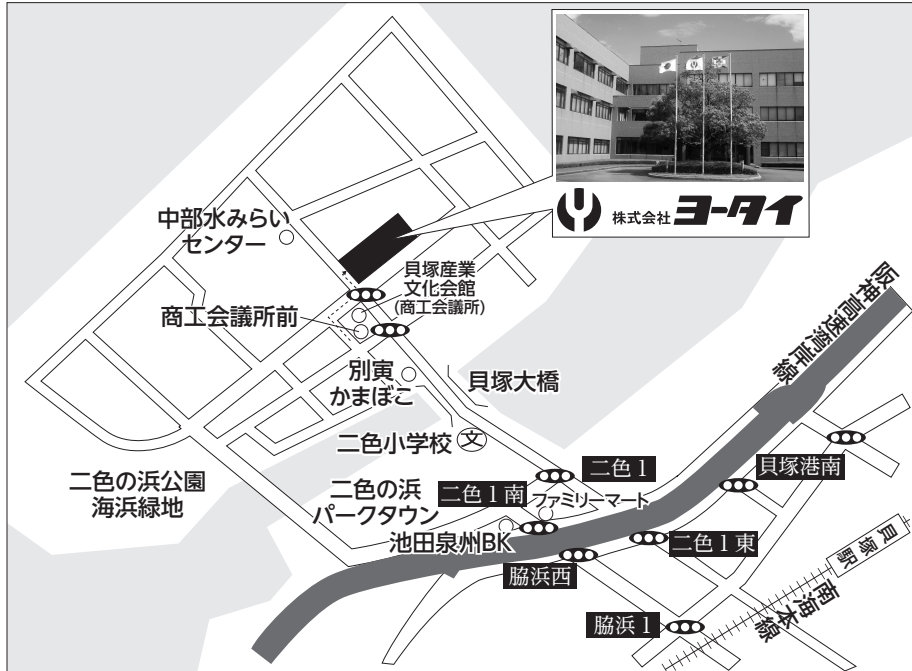 株式会社 ヨータイ
中部水みらい
センター
貝塚産業
文化会館
(商工会議所)
商工会議所前
別寅
かまぼこ
貝塚大橋
二色小学校
文
二色の浜公園
海浜緑地
二色の浜
パークタウン
二色1南
二色1
ファミリーマート
池田泉州BK
阪神高速湾岸線
貝塚港南
二色1東
脇浜西
脇浜1
貝塚駅
南海本線